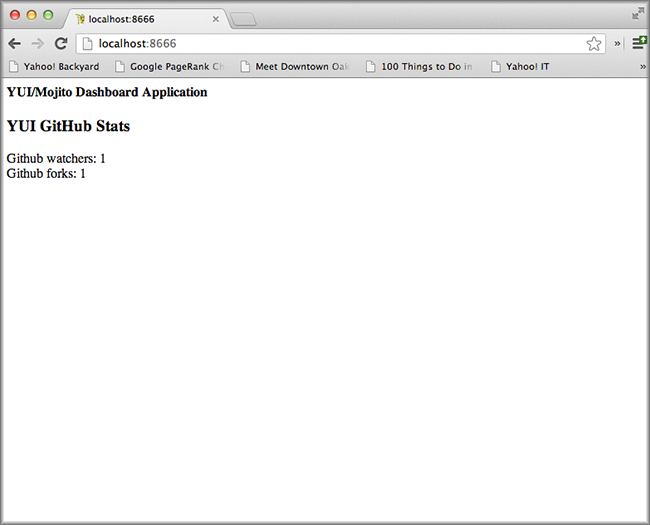 localhost:8666
localhost:8666
Yahoo! Backyard Google PageRank Ch Meet Downtown Oak 100 Things to Do in Yahoo! IT
YUI/Mojito Dashboard Application
YUI GitHub Stats
Github watchers: 1
Github forks: 1